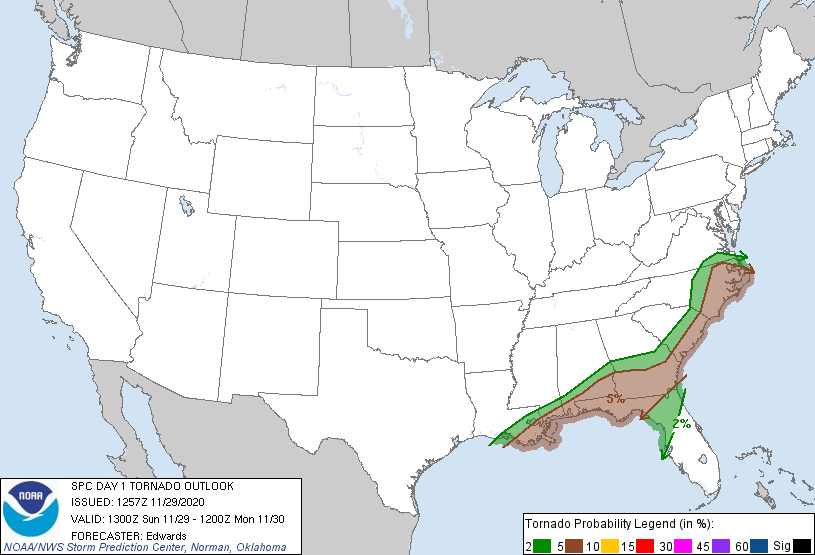 5%
2%
NOAA
SPC DAY 1 TORNADO OUTLOOK
ISSUED: 1257Z 11/29/2020
VALID: 1300Z Sun 11/29 - 1200Z Mon 11/30
FORECASTER: Edwards
NOAA/NWS Storm Prediction Center, Norman, Oklahoma
Tornado Probability Legend (in %):
2 5 10 15 30 45 60 Sig